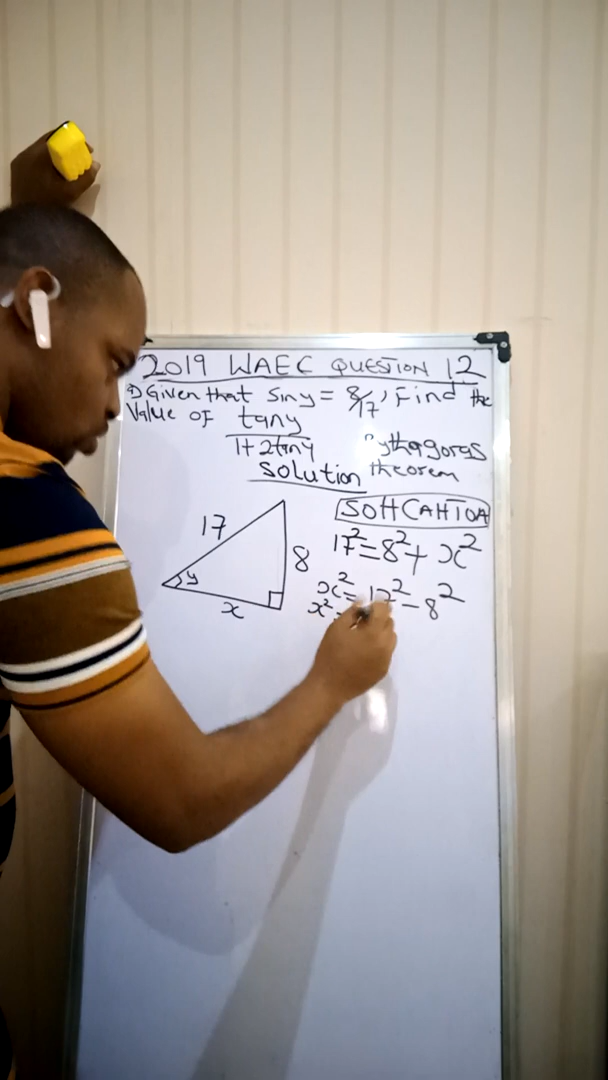 2019 WAEC QUESTION 12
a) Given that Siny = 8/17, Find the
Value of tany
1+2tany
Pythagoras
theorem
Solution
SOHCAHTOA
17
8
y
x
17² = 8² + x²
x² = 17² - 8²
x² =